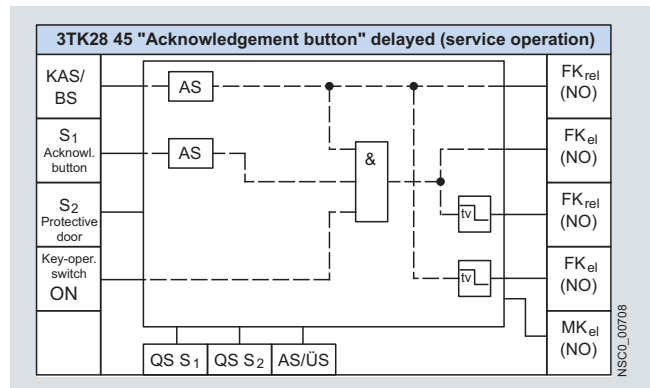 3TK28 45 "Acknowledgement button" delayed (service operation)
KAS/
BS
AS
FKrel
(NO)
S1
Acknowl.
button
AS
&
FKel
(NO)
S2
Protective
door
tv
FKrel
(NO)
Key-oper.
switch
ON
tv
FKel
(NO)
MKel
(NO)
QS S1
QS S2
AS/ÜS
NSC0_00708